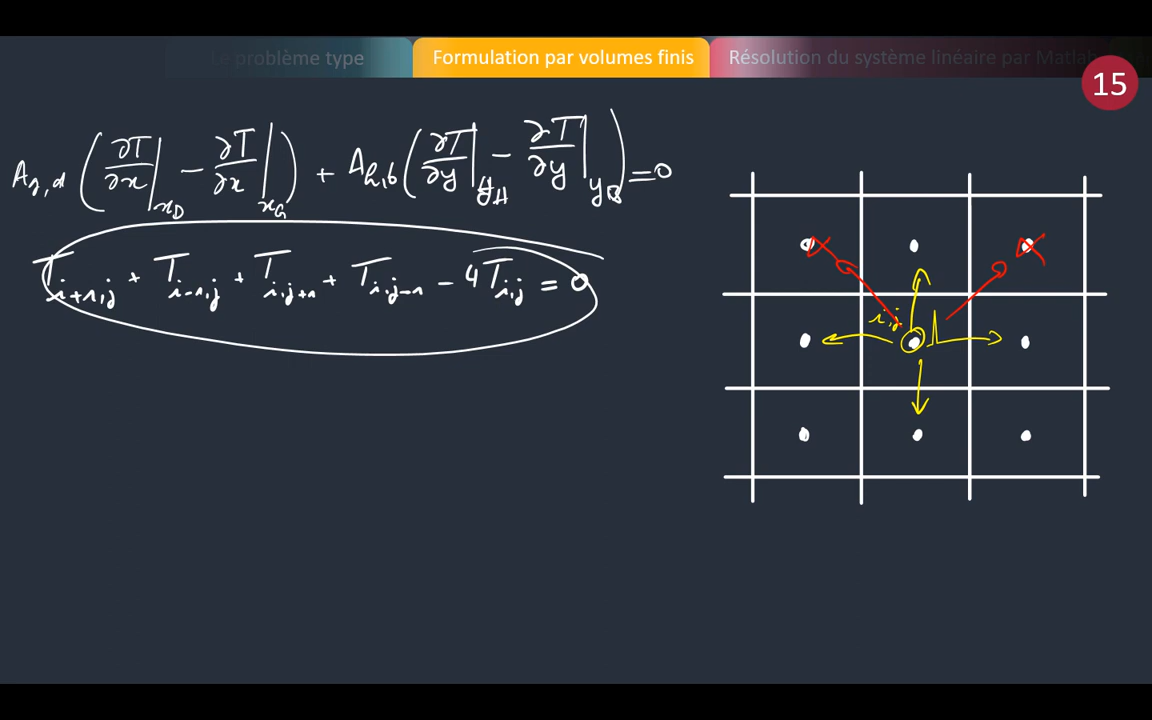 Le problème type
Formulation par volumes finis
Résolution du système linéaire par Matlab
15
A_{g,d} (∂T/∂x|_{x_D} − ∂T/∂x|_{x_G}) + A_{h,b} (∂T/∂y|_{y_H} − ∂T/∂y|_{y_B}) = 0
T_{i+1,j} + T_{i-1,j} + T_{i,j+1} + T_{i,j-1} − 4T_{i,j} = 0
i,j